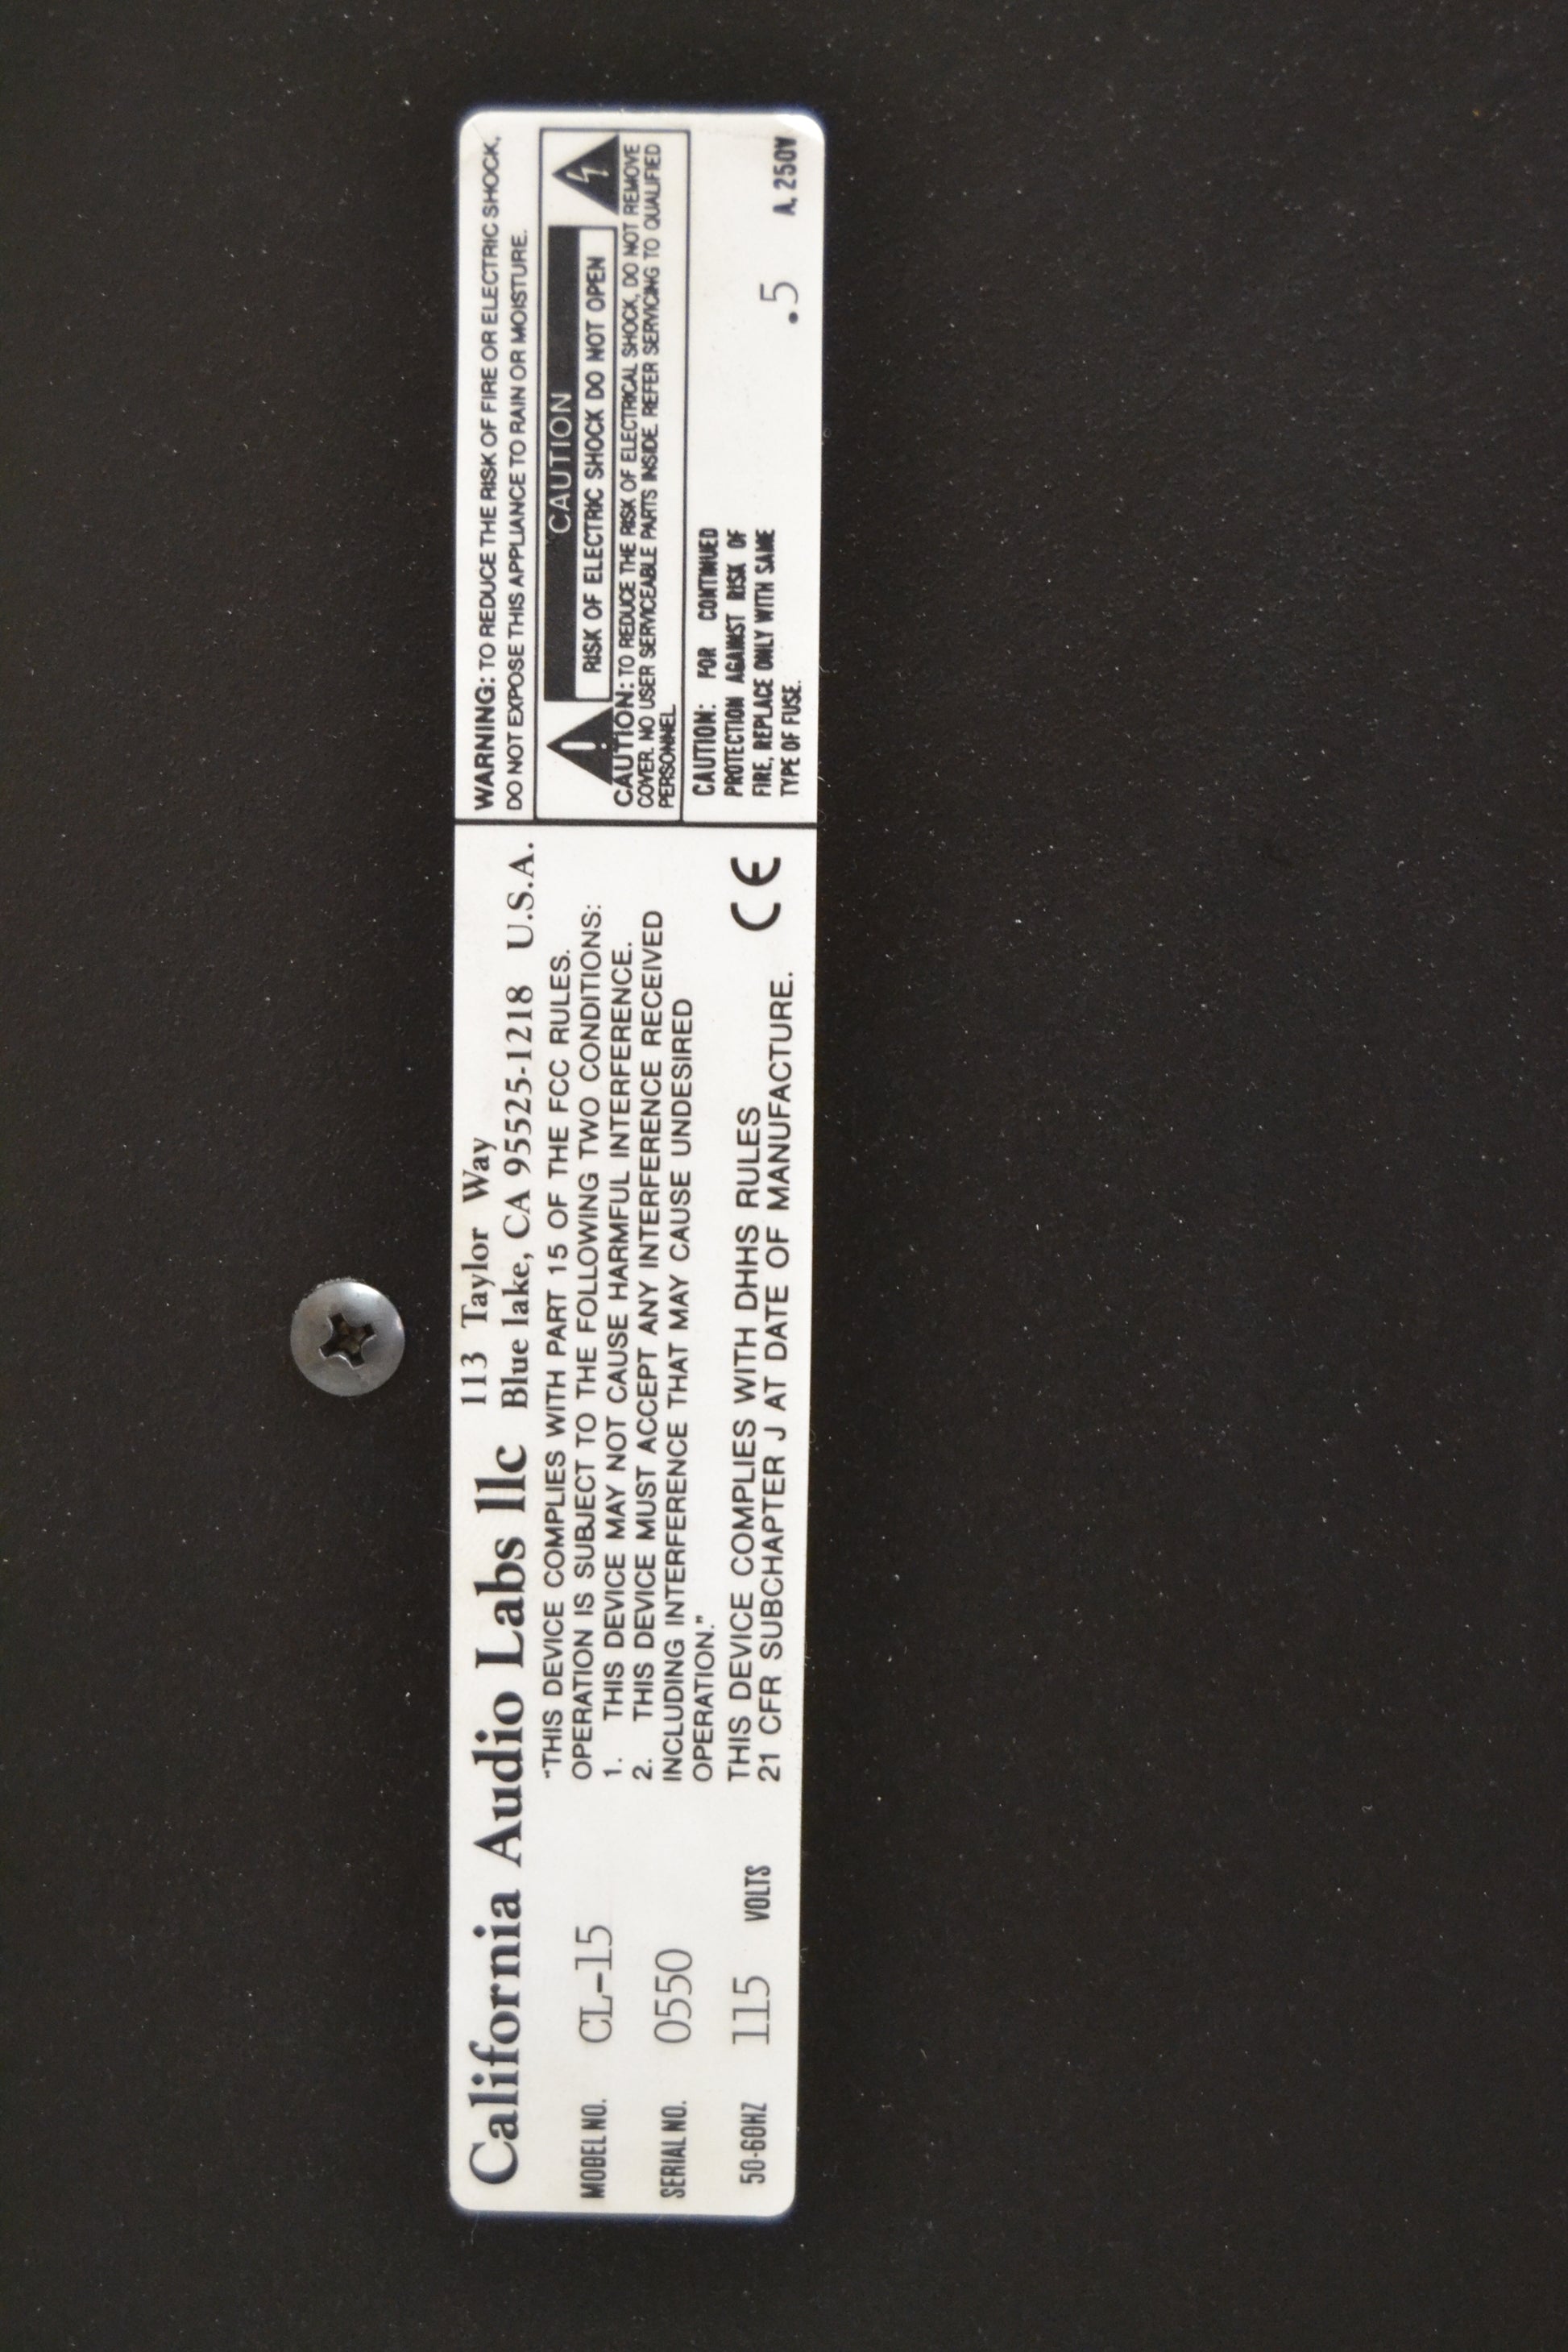 California Audio Labs llc
113 Taylor Way
Blue lake, CA 95525-1218 U.S.A.
MODEL NO. CL-15
SERIAL NO. 0550
50-60HZ 115 VOLTS
"THIS DEVICE COMPLIES WITH PART 15 OF THE FCC RULES.
OPERATION IS SUBJECT TO THE FOLLOWING TWO CONDITIONS:
1. THIS DEVICE MAY NOT CAUSE HARMFUL INTERFERENCE.
2. THIS DEVICE MUST ACCEPT ANY INTERFERENCE RECEIVED
INCLUDING INTERFERENCE THAT MAY CAUSE UNDESIRED
OPERATION."
THIS DEVICE COMPLIES WITH DHHS RULES
21 CFR SUBCHAPTER J AT DATE OF MANUFACTURE.
CE
WARNING: TO REDUCE THE RISK OF FIRE OR ELECTRIC SHOCK,
DO NOT EXPOSE THIS APPLIANCE TO RAIN OR MOISTURE.
CAUTION
RISK OF ELECTRIC SHOCK DO NOT OPEN
CAUTION: TO REDUCE THE RISK OF ELECTRICAL SHOCK, DO NOT REMOVE
COVER. NO USER SERVICEABLE PARTS INSIDE. REFER SERVICING TO QUALIFIED
PERSONNEL
CAUTION: FOR CONTINUED
PROTECTION AGAINST RISK OF
FIRE, REPLACE ONLY WITH SAME
TYPE OF FUSE.
.5 A, 250V